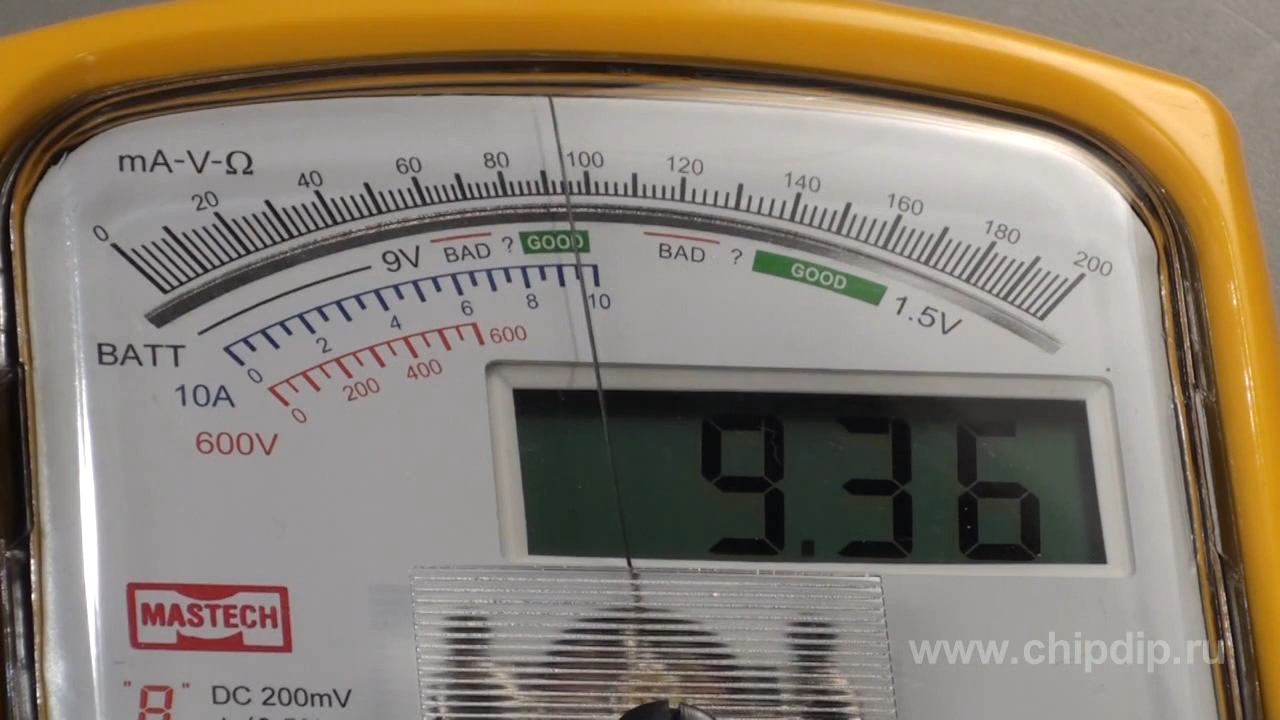 mA-V-Ω
0 20 40 60 80 100 120 140 160 180 200
9V BAD ? GOOD BAD ? GOOD 1.5V
BATT
0 2 4 6 8 10
10A
0 200 400 600
600V
9.36
MASTECH
www.chipdip.ru
"8" DC 200mV